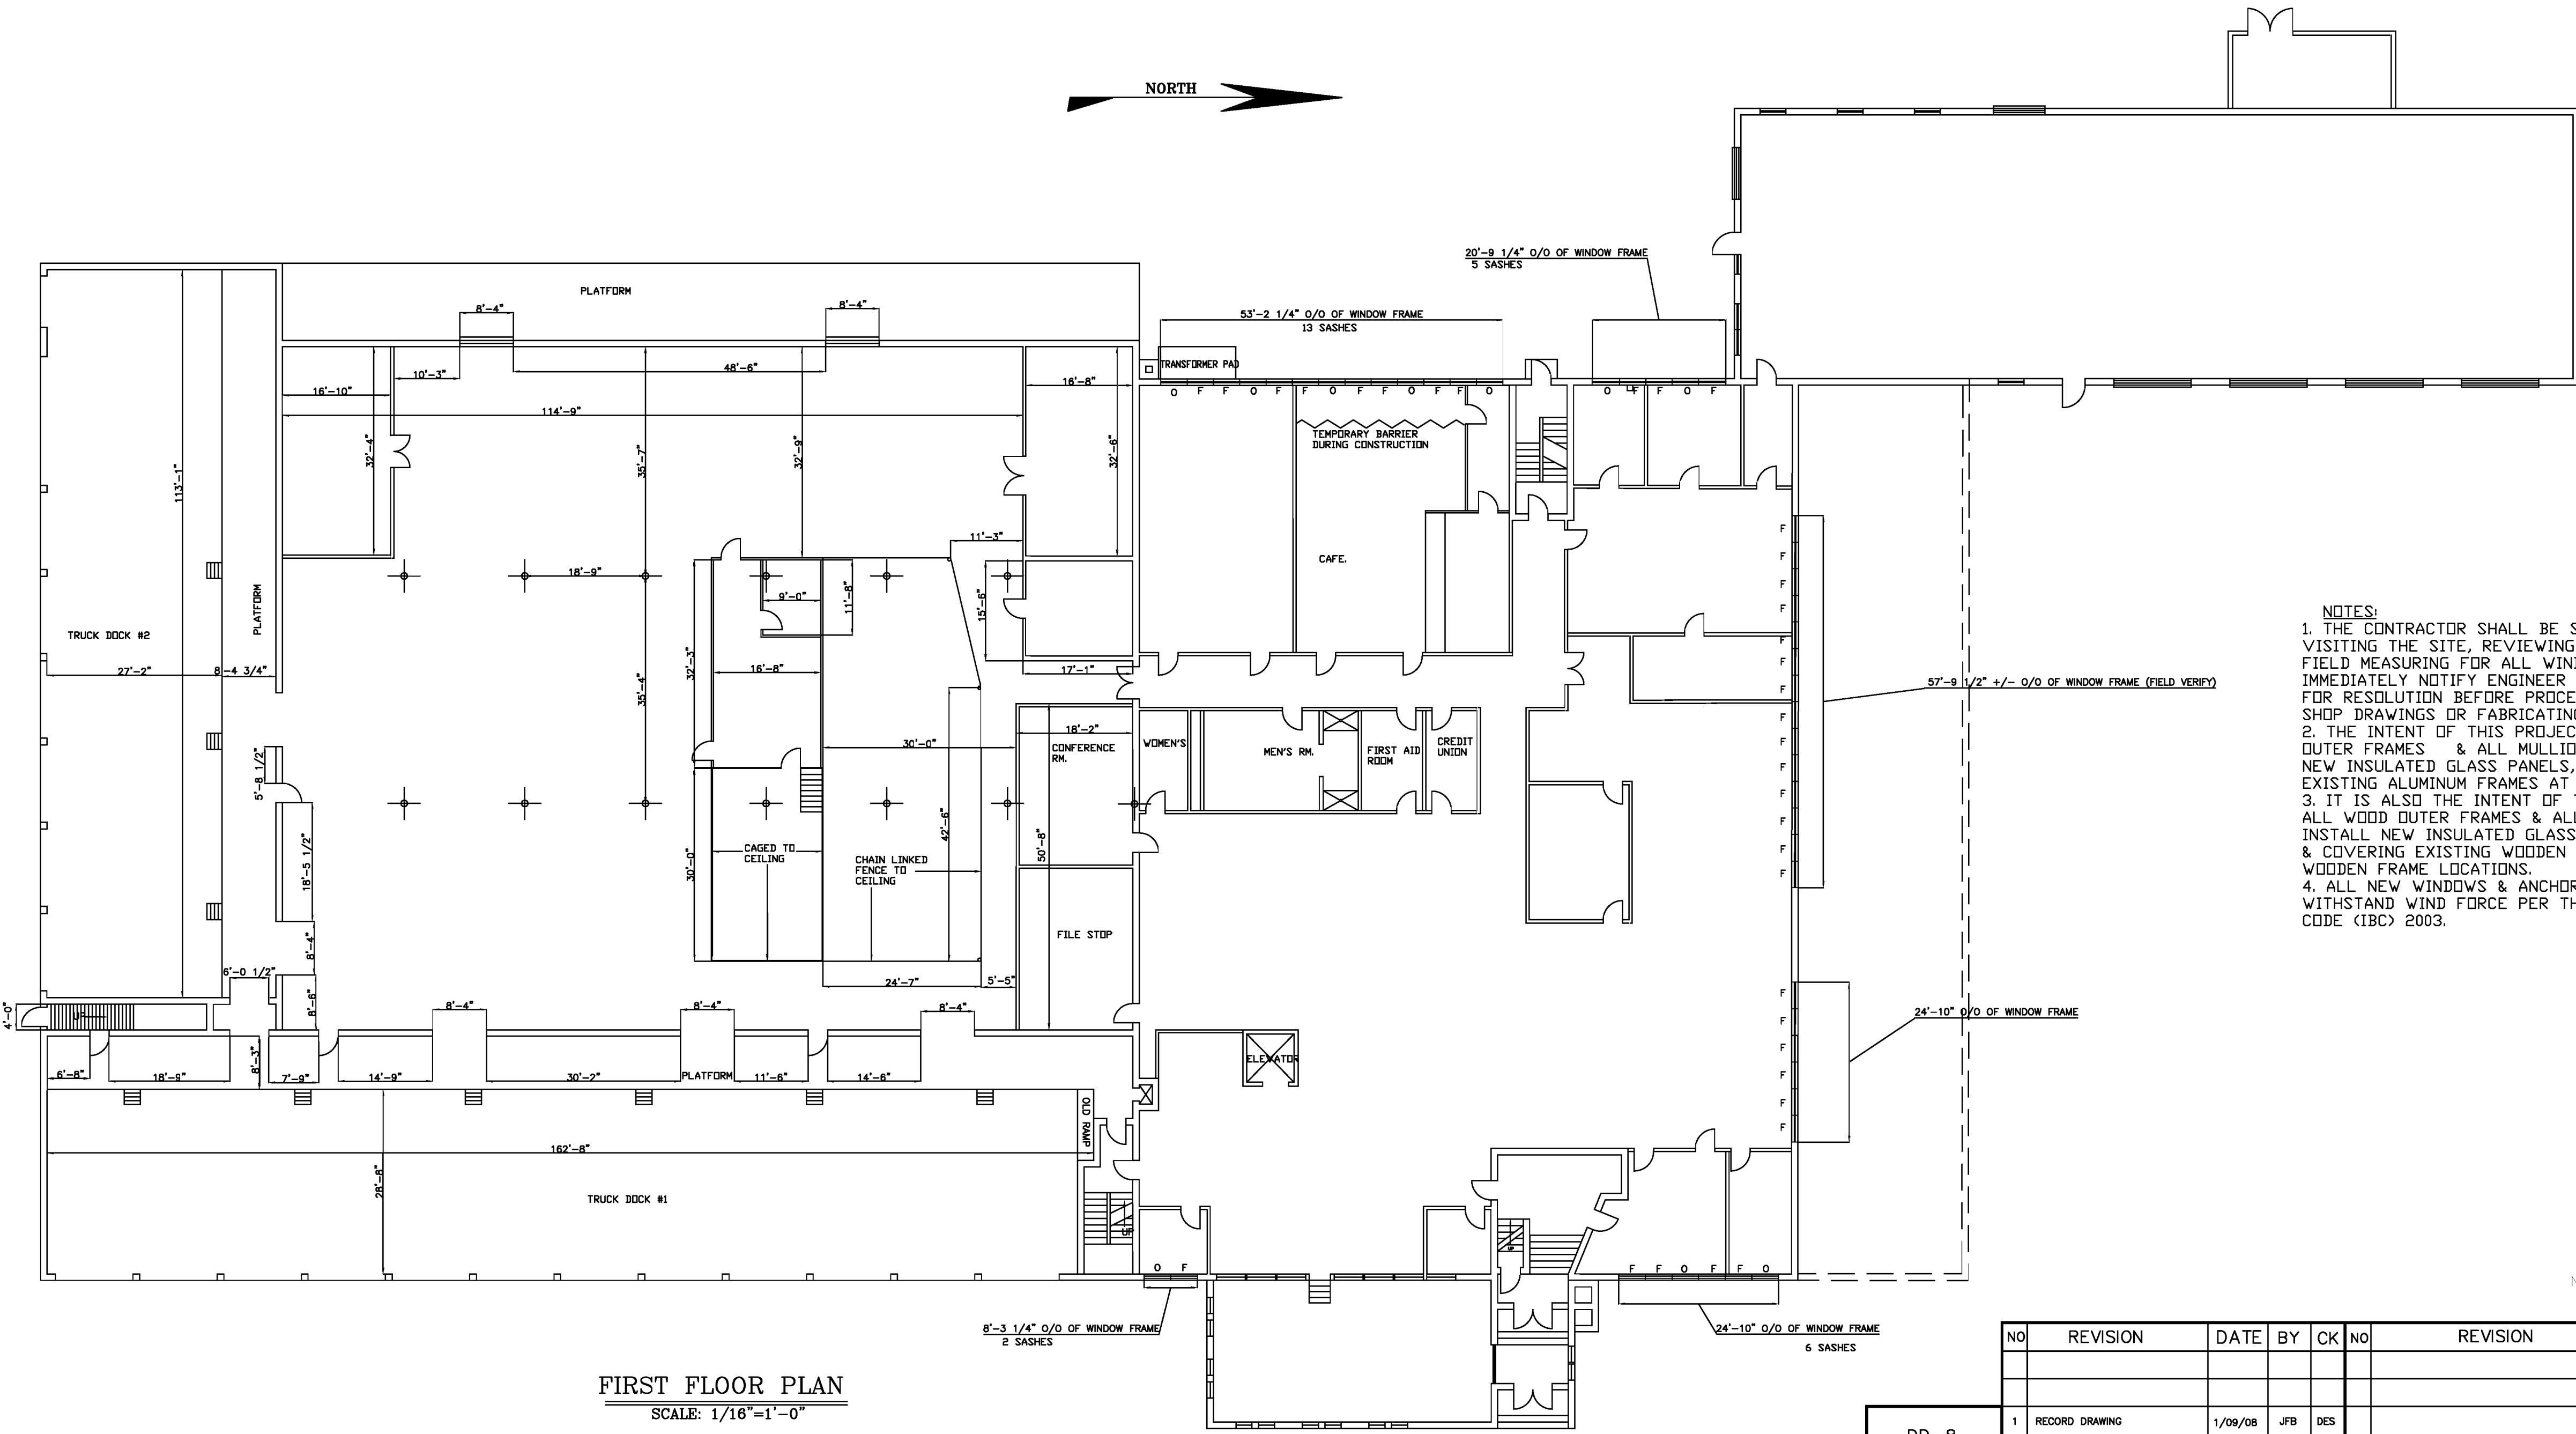 NORTH
20'-9 1/4" O/O OF WINDOW FRAME
5 SASHES
PLATFORM
8'-4"
8'-4"
53'-2 1/4" O/O OF WINDOW FRAME
13 SASHES
TRANSFORMER PAD
10'-3"
48'-6"
16'-8"
16'-10"
114'-9"
O F F O F F O F F O F F O
O F F O F
32'-4"
35'-7"
32'-9"
32'-6"
TEMPORARY BARRIER
DURING CONSTRUCTION
113'-1"
11'-3"
F
F
F
F
F
F
F
F
F
F
F
F
F
F
CAFE.
18'-9"
9'-0"
11'-8"
15'-6"
PLATFORM
TRUCK DOCK #2
27'-2"
8'-4 3/4"
32'-3"
16'-8"
17'-1"
35'-4"
57'-9 1/2" +/- O/O OF WINDOW FRAME (FIELD VERIFY)
NOTES:
1. THE CONTRACTOR SHALL BE
VISITING THE SITE, REVIEWING
FIELD MEASURING FOR ALL
IMMEDIATELY NOTIFY ENGINEER
FOR RESOLUTION BEFORE
SHOP DRAWINGS OR
2. THE INTENT OF THIS
OUTER FRAMES & ALL
NEW INSULATED GLASS PANELS,
EXISTING ALUMINUM FRAMES AT
3. IT IS ALSO THE INTENT OF
ALL WOOD OUTER FRAMES &
INSTALL NEW INSULATED GLASS
& COVERING EXISTING WOODEN
WOODEN FRAME LOCATIONS.
4. ALL NEW WINDOWS &
WITHSTAND WIND FORCE PER
CODE (IBC) 2003.
18'-2"
CONFERENCE
RM.
WOMEN'S
MEN'S RM.
FIRST AID
ROOM
CREDIT
UNION
30'-0"
5'-8 1/2"
18'-5 1/2"
30'-0"
CAGED TO
CEILING
CHAIN LINKED
FENCE TO
CEILING
42'-6"
50'-8"
FILE STOP
8'-4"
6'-0 1/2"
8'-6"
24'-7"
5'-5"
F
F
F
F
F
F
24'-10" O/O OF WINDOW FRAME
4'-0"
UP
8'-4"
8'-4"
8'-4"
8'-3"
ELEVATOR
6'-8"
18'-9"
7'-9"
14'-9"
30'-2"
PLATFORM
11'-6"
14'-6"
OLD RAMP
162'-8"
28'-8"
TRUCK DOCK #1
UP
UP
O F
F F O F F O
8'-3 1/4" O/O OF WINDOW FRAME
2 SASHES
24'-10" O/O OF WINDOW FRAME
6 SASHES
FIRST FLOOR PLAN
SCALE: 1/16"=1'-0"
NO REVISION DATE BY CK NO REVISION
1 RECORD DRAWING 1/09/08 JFB DES